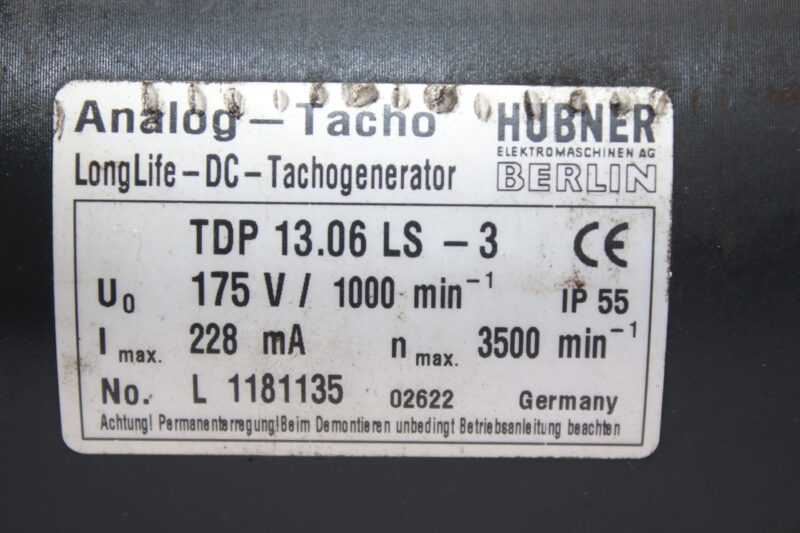 Analog – Tacho
HÜBNER
ELEKTROMASCHINEN AG
BERLIN
LongLife – DC – Tachogenerator
TDP 13.06 LS – 3 CE
U₀ 175 V / 1000 min⁻¹ IP 55
I max. 228 mA n max. 3500 min⁻¹
No. L 1181135 02622 Germany
Achtung! Permanenterregung! Beim Demontieren unbedingt Betriebsanleitung beachten